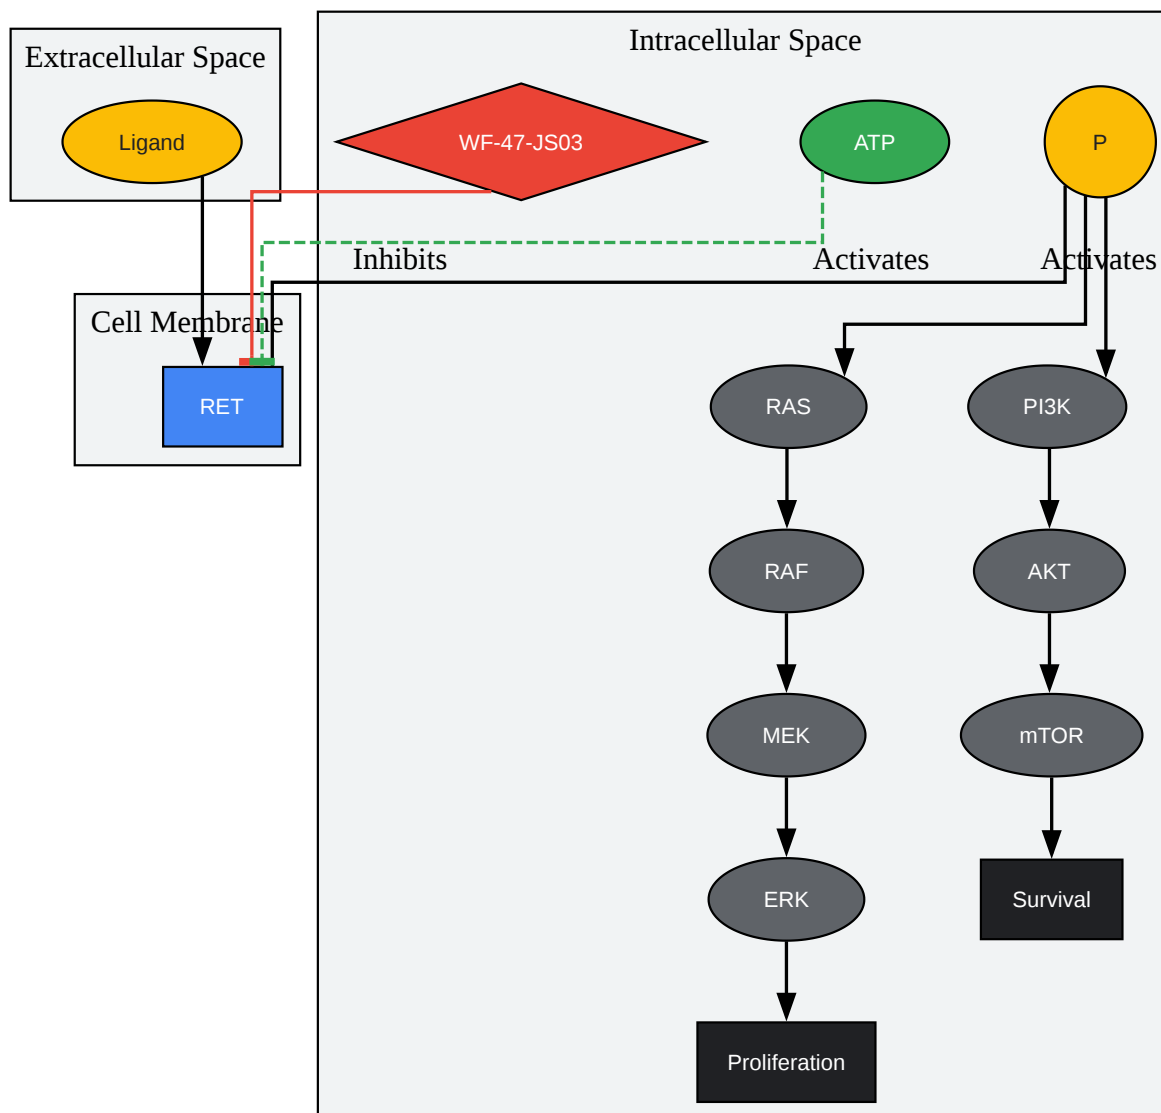 Intracellular Space
Extracellular Space
Ligand
WF-47-JS03
ATP
P
Inhibits
Activates
Activates
Cell Membrane
RET
RAS
PI3K
RAF
AKT
MEK
mTOR
ERK
Survival
Proliferation